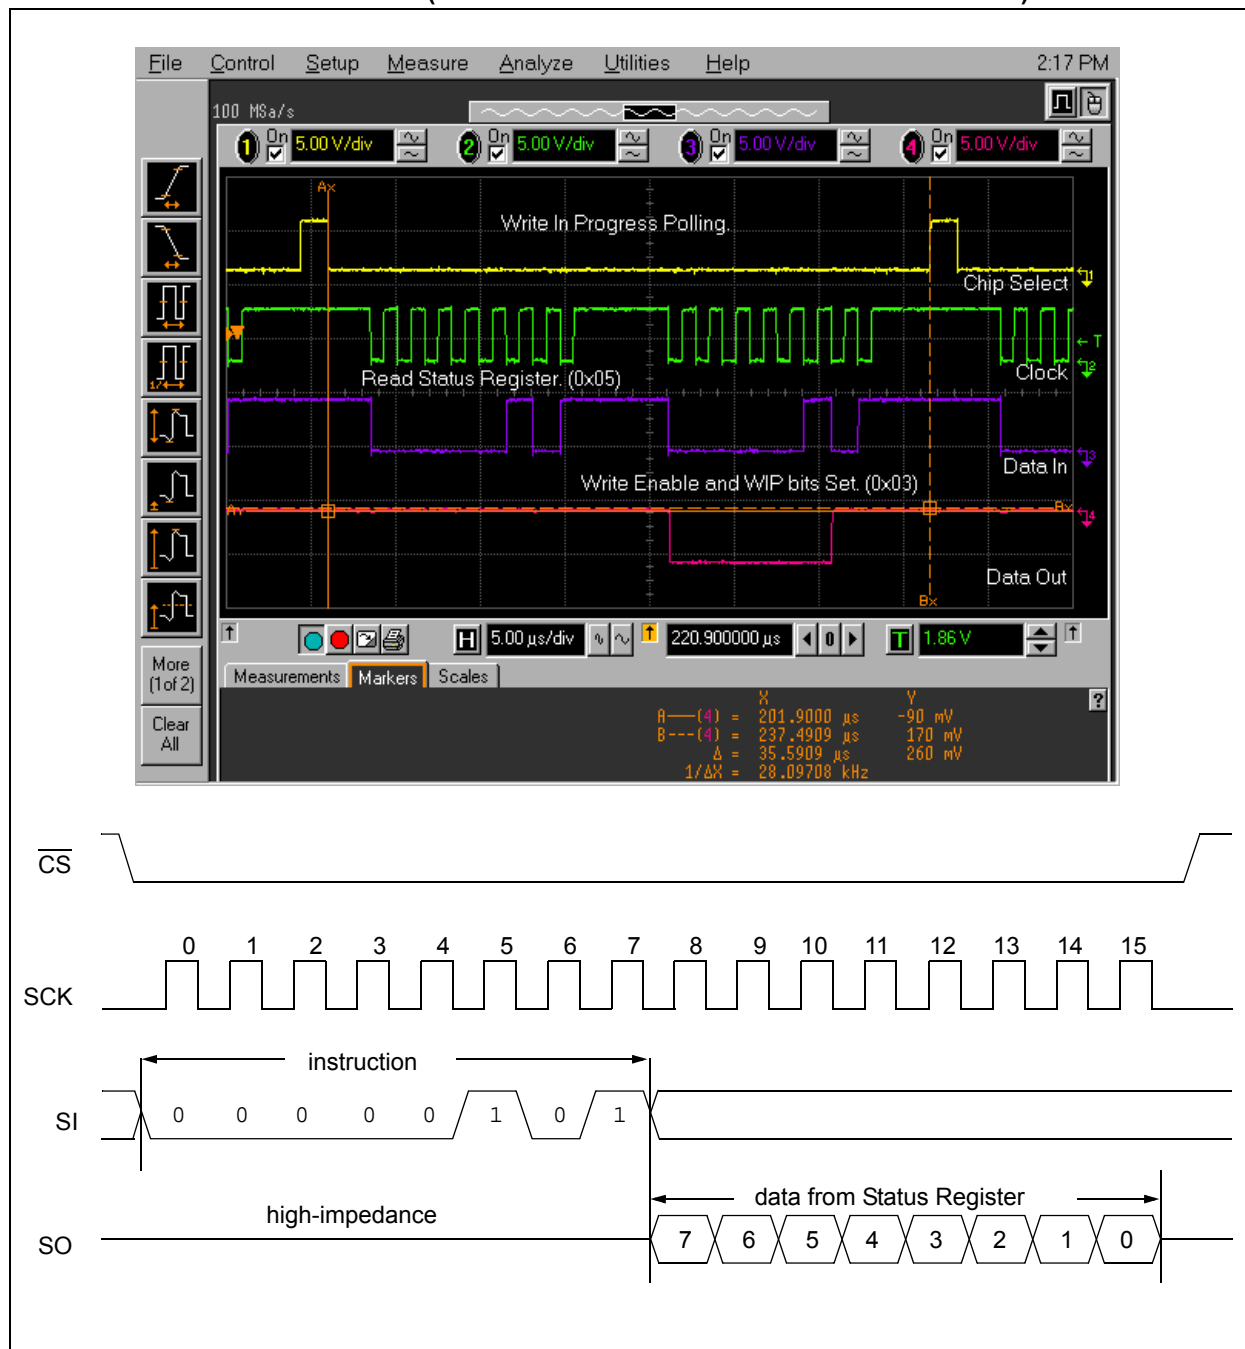 File Control Setup Measure Analyze Utilities Help 2:17 PM
100 MSa/s
1 On 5.00 V/div 2 On 5.00 V/div 3 On 5.00 V/div 4 On 5.00 V/div
Ax
Write In Progress Polling.
1
Chip Select
T
2
Clock
Read Status Register. (0x05)
3
Data In
Write Enable and WIP bits Set. (0x03)
Bx
4
Data Out
Bx
H 5.00 µs/div 220.900000 µs 0 T 1.86 V
More
(1of 2)
Clear
All
Measurements Markers Scales
?
X Y
A——(4) = 201.9000 µs -90 mV
B---(4) = 237.4909 µs 170 mV
Δ = 35.5909 µs 260 mV
1/ΔX = 28.09708 kHz
CS
0 1 2 3 4 5 6 7 8 9 10 11 12 13 14 15
SCK
instruction
SI 0 0 0 0 0 1 0 1
data from Status Register
high-impedance
SO 7 6 5 4 3 2 1 0